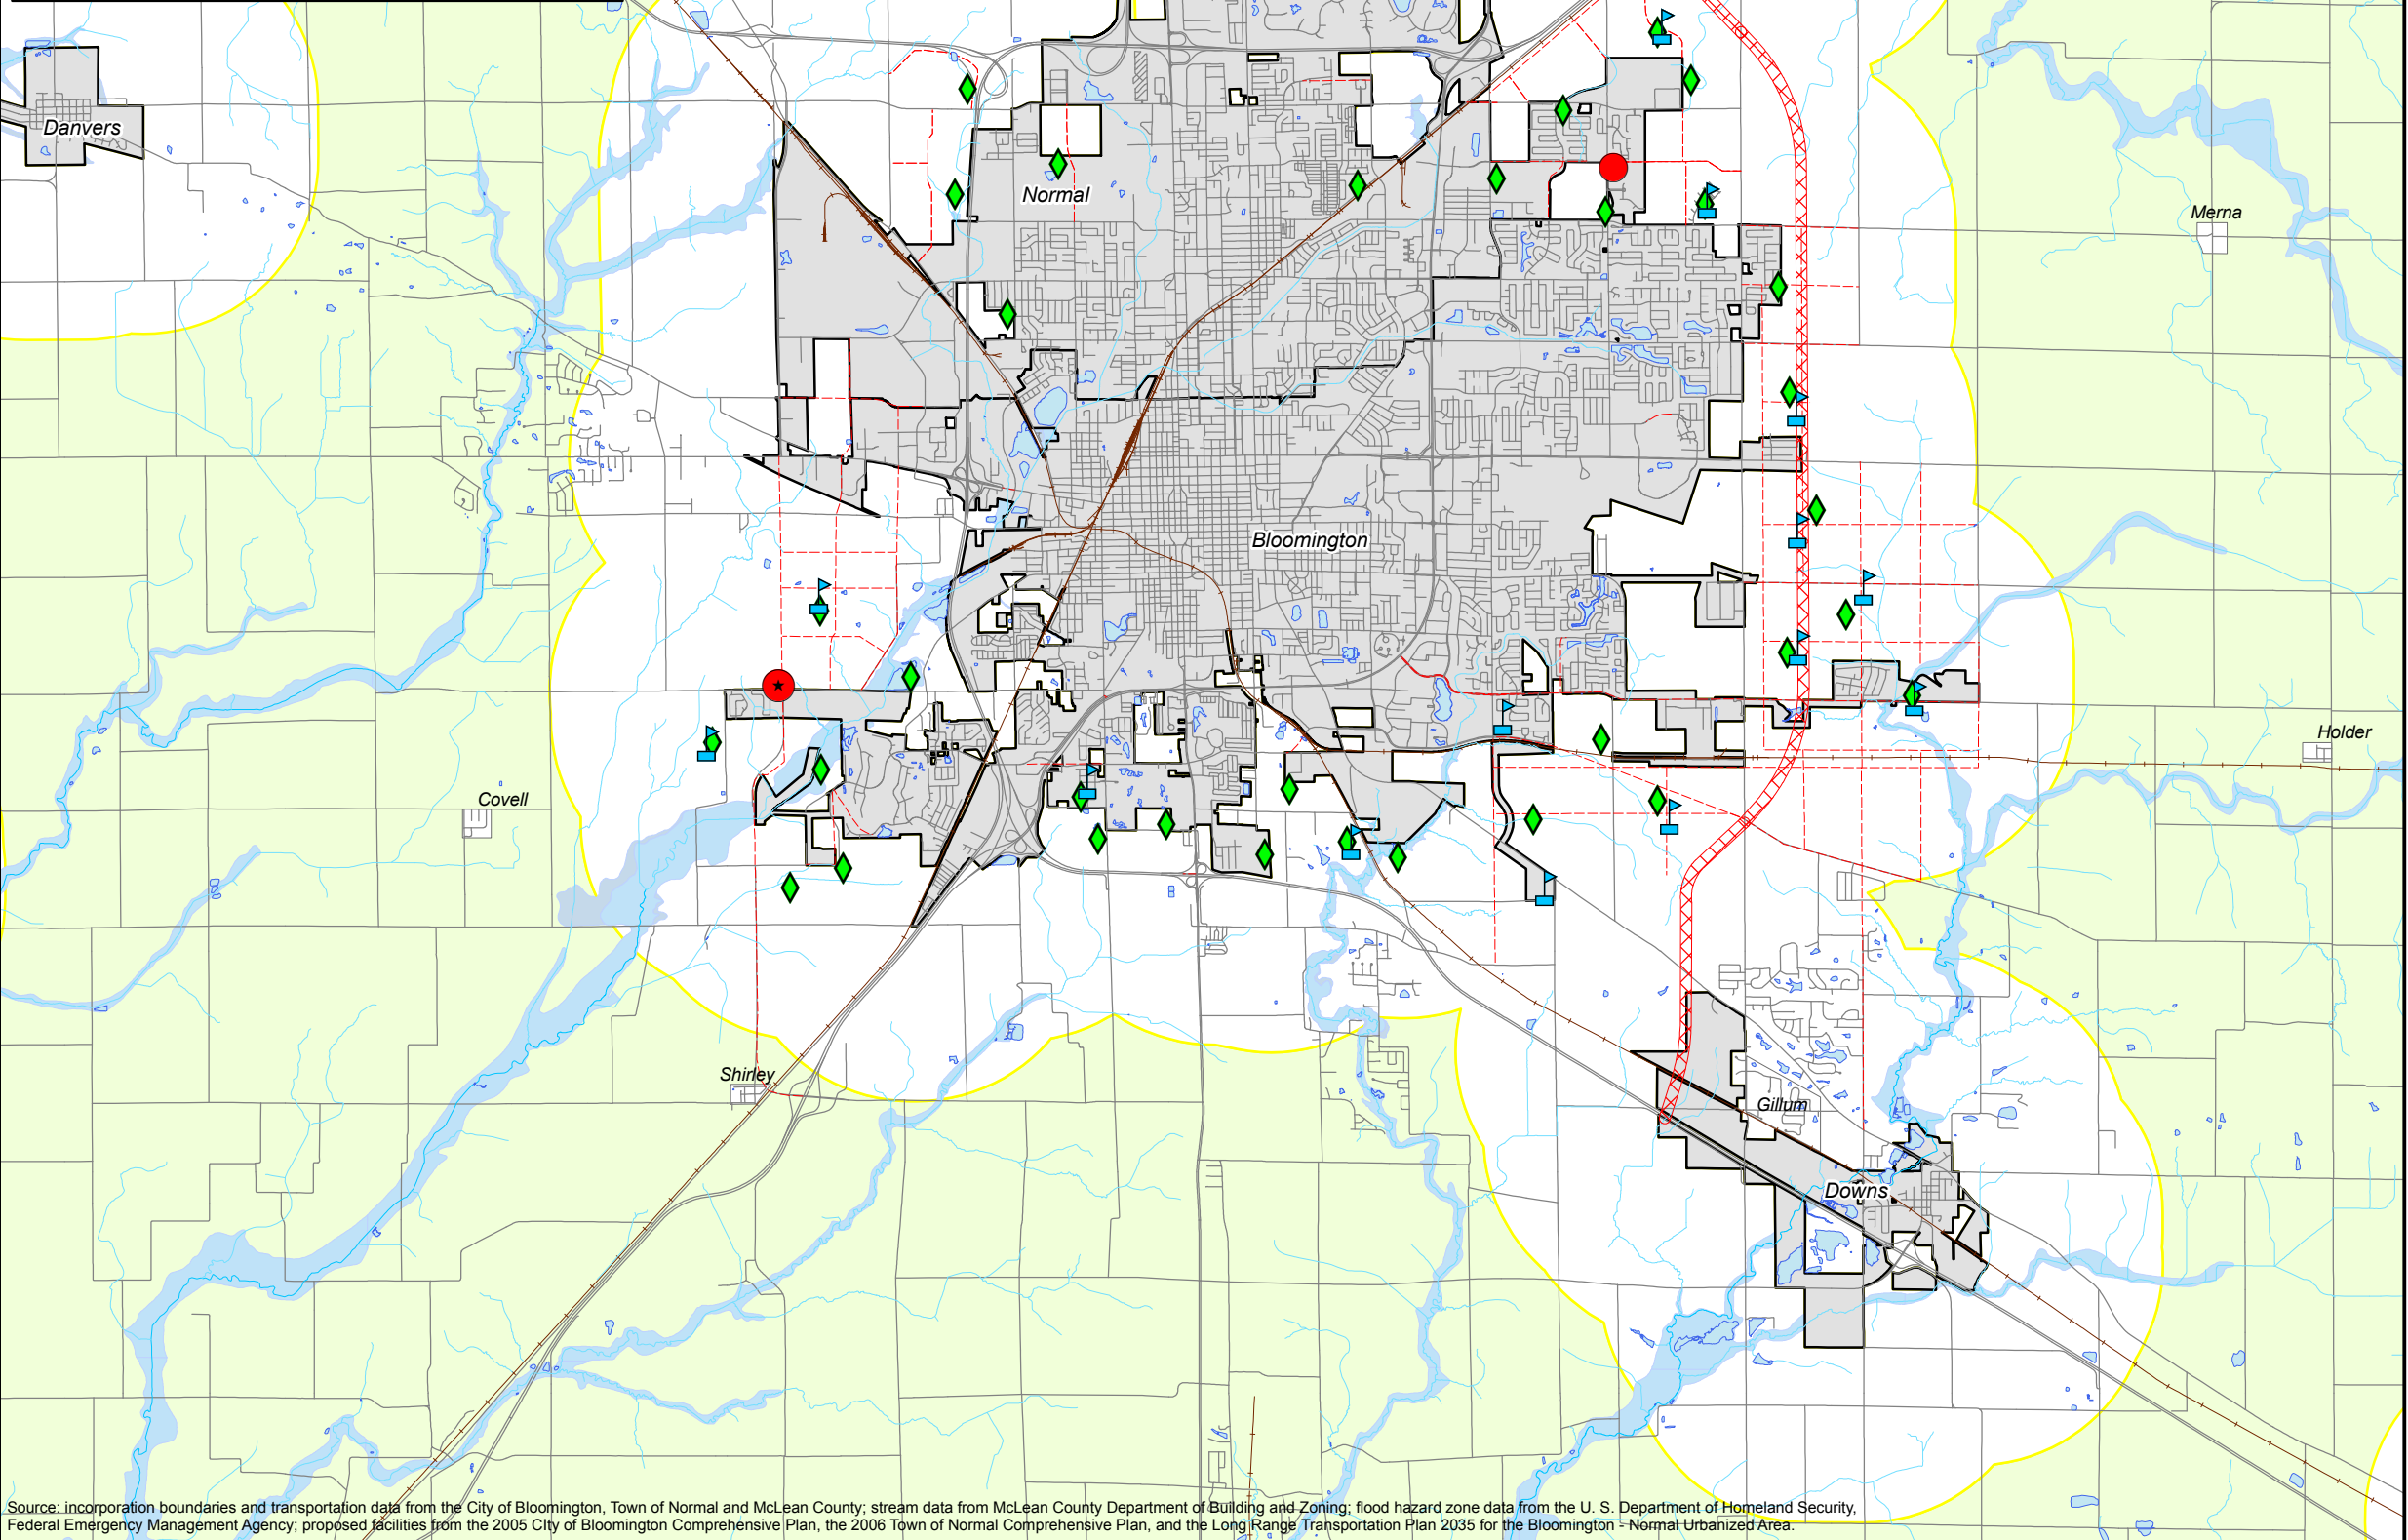 Danvers
Normal
Merna
Bloomington
Holder
Covell
Shirley
Gillum
Downs
Source: incorporation boundaries and transportation data from the City of Bloomington, Town of Normal and McLean County; stream data from McLean County Department of Building and Zoning; flood hazard zone data from the U. S. Department of Homeland Security,
Federal Emergency Management Agency; proposed facilities from the 2005 CIty of Bloomington Comprehensive Plan, the 2006 Town of Normal Comprehensive Plan, and the Long Range Transportation Plan 2035 for the Bloomington - Normal Urbanized Area.